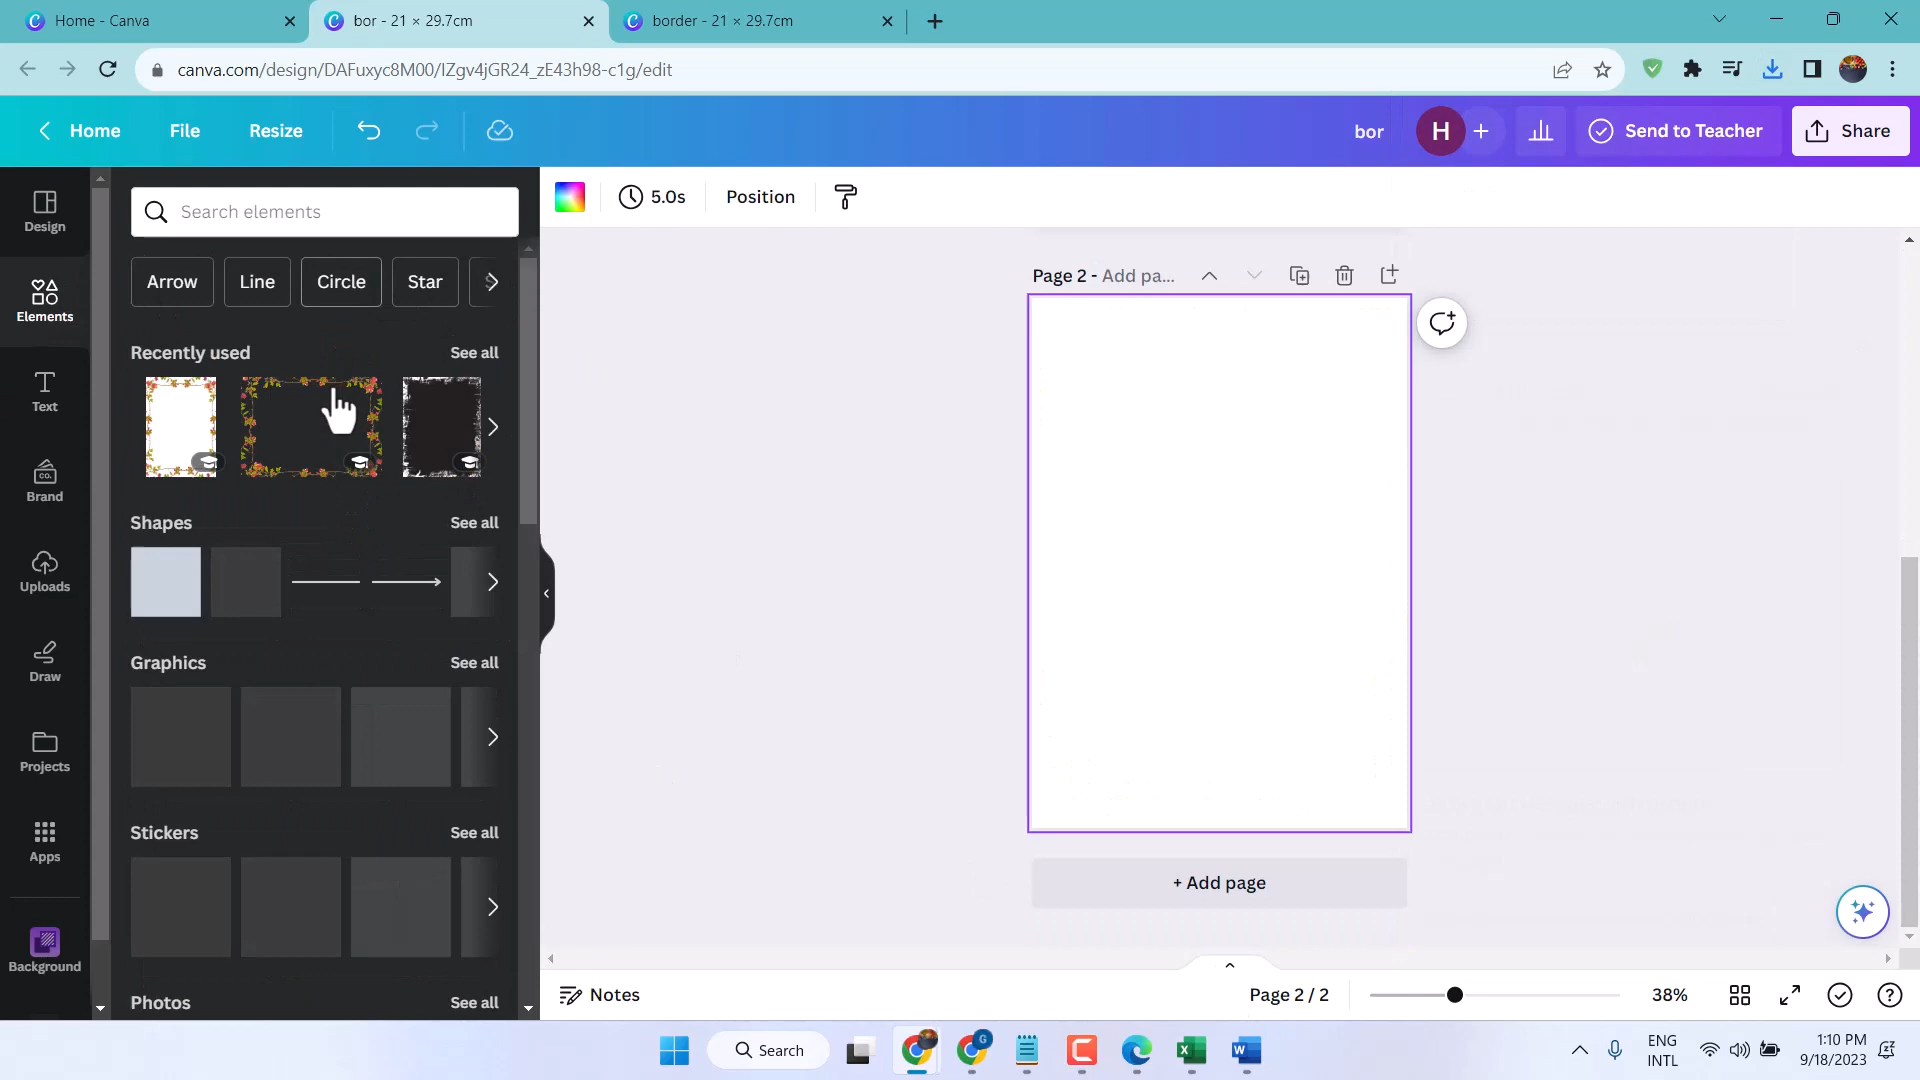 Home - Canva
bor - 21 × 29.7cm
border - 21 × 29.7cm
canva.com/design/DAFuxyc8M00/IZgv4jGR24_zE43h98-c1g/edit
Home
File
Resize
bor
H
Send to Teacher
Share
Design
Elements
Text
Brand
Uploads
Draw
Projects
Apps
Background
Search elements
Arrow
Line
Circle
Star
Recently used
See all
Shapes
See all
Graphics
See all
Stickers
See all
Photos
See all
5.0s
Position
Page 2 - Add pa...
+ Add page
Notes
Page 2 / 2
38%
Search
ENG
INTL
1:10 PM
9/18/2023